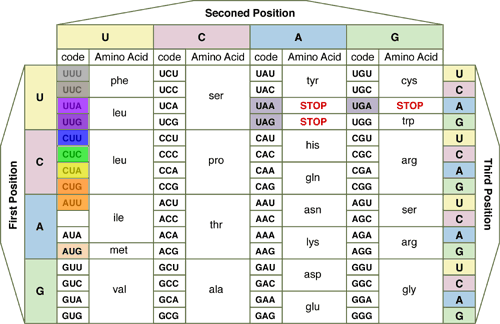 Seconed Position
U C A G
code Amino Acid code Amino Acid code Amino Acid code Amino Acid
First Position
Third Position
U
UUU phe UCU ser UAU tyr UGU cys U
UUC UCC UAC UGC C
UUA leu UCA UAA STOP UGA STOP A
UUG UCG UAG STOP UGG trp G
C
CUU leu CCU pro CAU his CGU arg U
CUC CCC CAC CGC C
CUA CCA CAA gln CGA A
CUG CCG CAG CGG G
A
AUU ile ACU thr AAU asn AGU ser U
ACC AAC AGC C
AUA ACA AAA lys AGA arg A
AUG met ACG AAG AGG G
G
GUU val GCU ala GAU asp GGU gly U
GUC GCC GAC GGC C
GUA GCA GAA glu GGA A
GUG GCG GAG GGG G